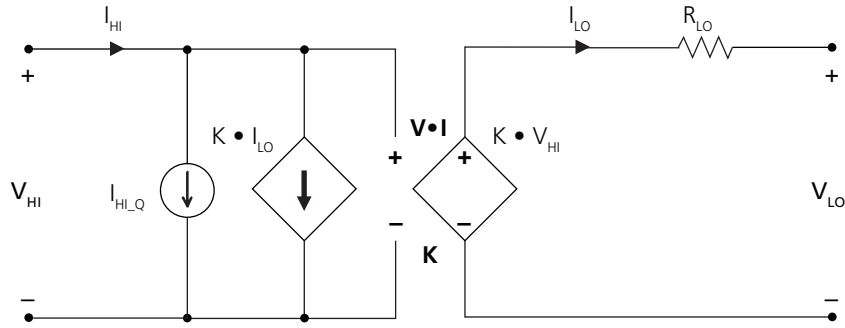 I_HI
I_LO
R_LO
+
+
K • I_LO
V•I
K • V_HI
+
+
V_HI
I_HI_Q
V_LO
–
–
K
–
–